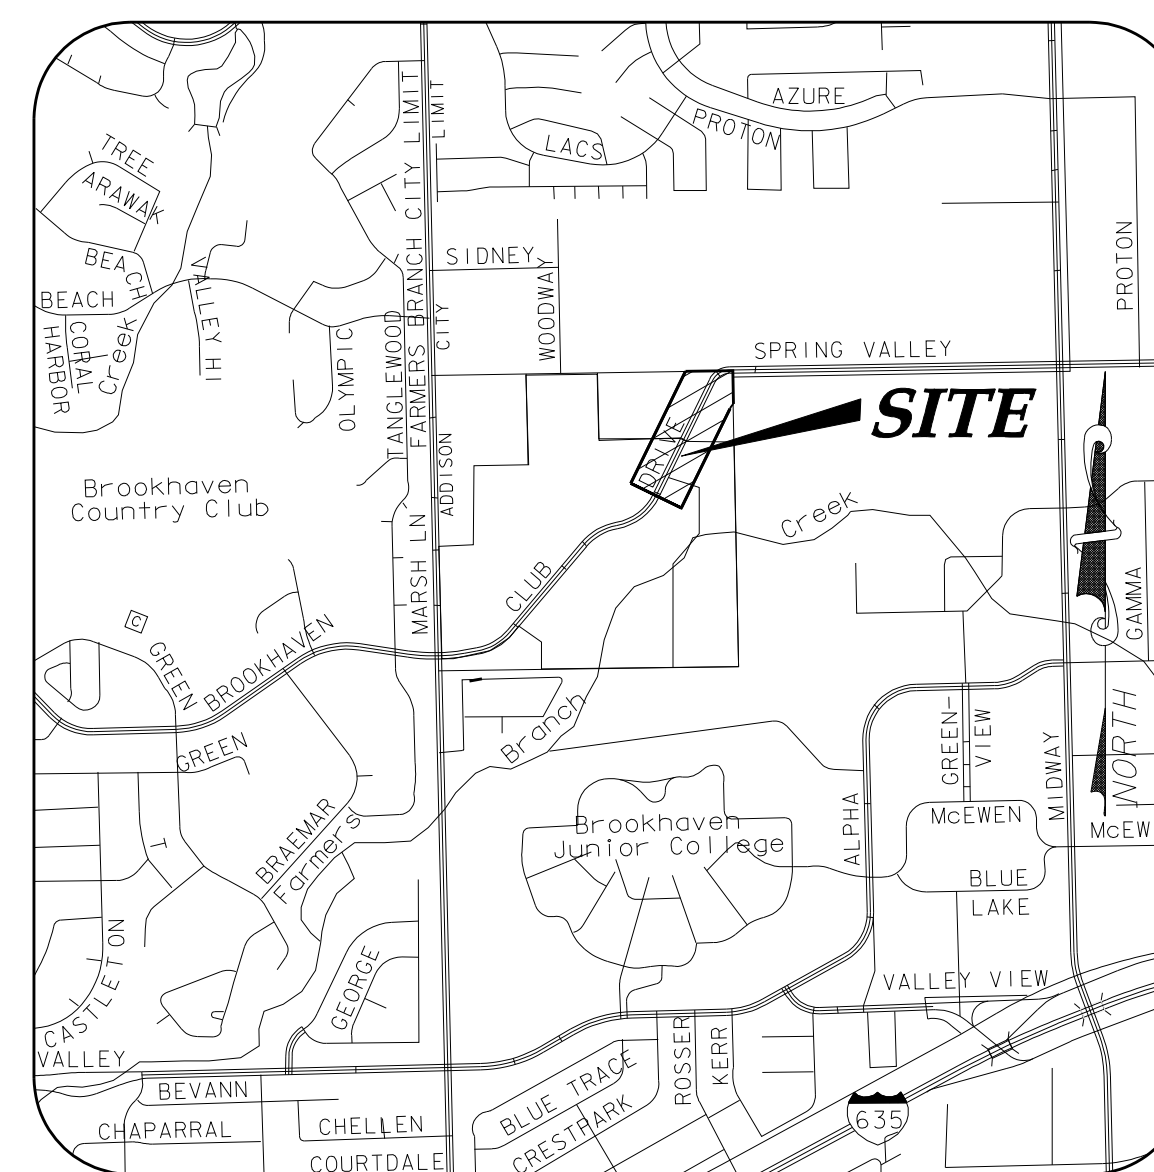 AZURE
PROTON
LACS
LIMIT
TREE
ARAWAK
BEACH
BEACH
VALLEY HI
HARBOR
CORAL
Creek
OLYMPIC
TANGLEWOOD
FARMERS BRANCH CITY LIMIT
ADDISON
CITY
SIDNEY
WOODWAY
PROTON
SPRING VALLEY
SITE
DRIVE
Brookhaven
Country Club
MARSH LN
CLUB
Creek
GAMMA
C
GREEN
BROOKHAVEN
GREEN
Branch
GREEN-
VIEW
MIDWAY
NORTH
McEWEN
McEW
Brookhaven
Junior College
ALPHA
BLUE
LAKE
BRAEMAR
Farmers
T
CASTLETON
GEORGE
VALLEY VIEW
VALLEY
BEVANN
CHAPARRAL
CHELLEN
COURTDALE
BLUE TRACE
CRESTPARK
ROSSER
KERR
635